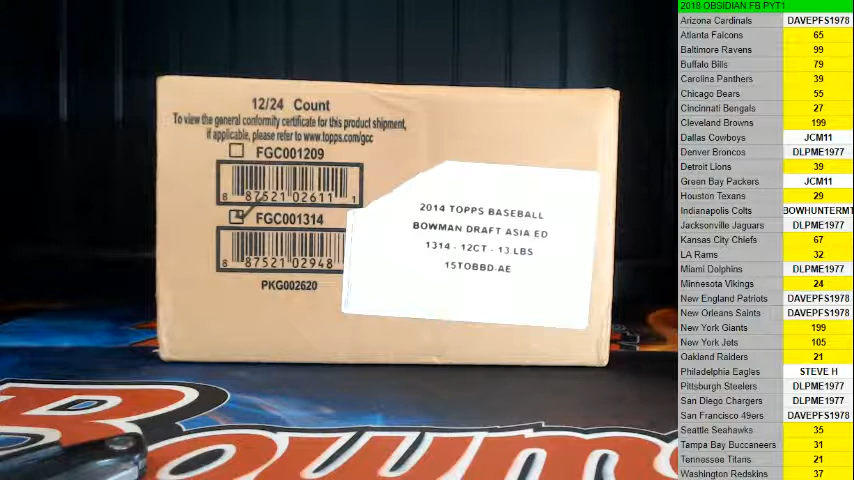 12/24 Count
To view the general conformity certificate for this product shipment,
if applicable, please refer to www.topps.com/gcc
FGC001209
8 87521 02611 1
FGC001314
8 87521 02948
PKG002620
2014 TOPPS BASEBALL
BOWMAN DRAFT ASIA ED
1314 - 12CT - 13 LBS
15TOBBD-AE
Bowm
2018 OBSIDIAN FB PYT1
Arizona Cardinals DAVEPFS1978
Atlanta Falcons 65
Baltimore Ravens 99
Buffalo Bills 79
Carolina Panthers 39
Chicago Bears 55
Cincinnati Bengals 27
Cleveland Browns 199
Dallas Cowboys JCM11
Denver Broncos DLPME1977
Detroit Lions 39
Green Bay Packers JCM11
Houston Texans 29
Indianapolis Colts BOWHUNTERMT
Jacksonville Jaguars DLPME1977
Kansas City Chiefs 67
LA Rams 32
Miami Dolphins DLPME1977
Minnesota Vikings 24
New England Patriots DAVEPFS1978
New Orleans Saints DAVEPFS1978
New York Giants 199
New York Jets 105
Oakland Raiders 21
Philadelphia Eagles STEVE H
Pittsburgh Steelers DLPME1977
San Diego Chargers DLPME1977
San Francisco 49ers DAVEPFS1978
Seattle Seahawks 35
Tampa Bay Buccaneers 31
Tennessee Titans 21
Washington Redskins 37